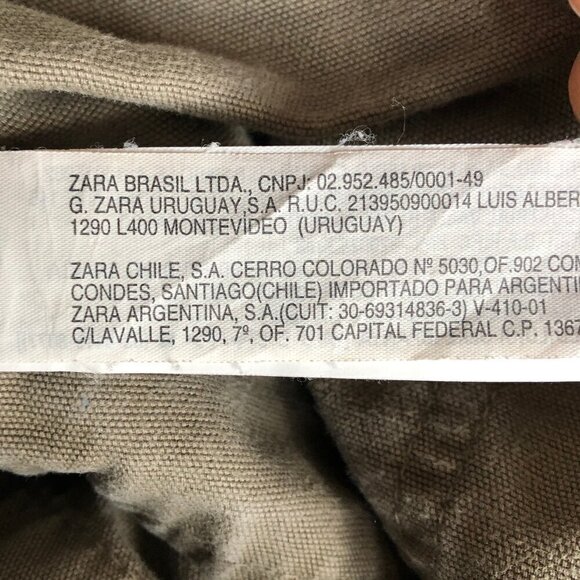 ZARA BRASIL LTDA., CNPJ: 02.952.485/0001-49
G. ZARA URUGUAY,S.A. R.U.C. 213950900014 LUIS ALBER
1290 L400 MONTEVIDEO (URUGUAY)
ZARA CHILE, S.A. CERRO COLORADO Nº 5030,OF.902 COM
CONDES, SANTIAGO(CHILE) IMPORTADO PARA ARGENTIN
ZARA ARGENTINA, S.A.(CUIT: 30-69314836-3) V-410-01
C/LAVALLE, 1290, 7º, OF. 701 CAPITAL FEDERAL C.P. 1367